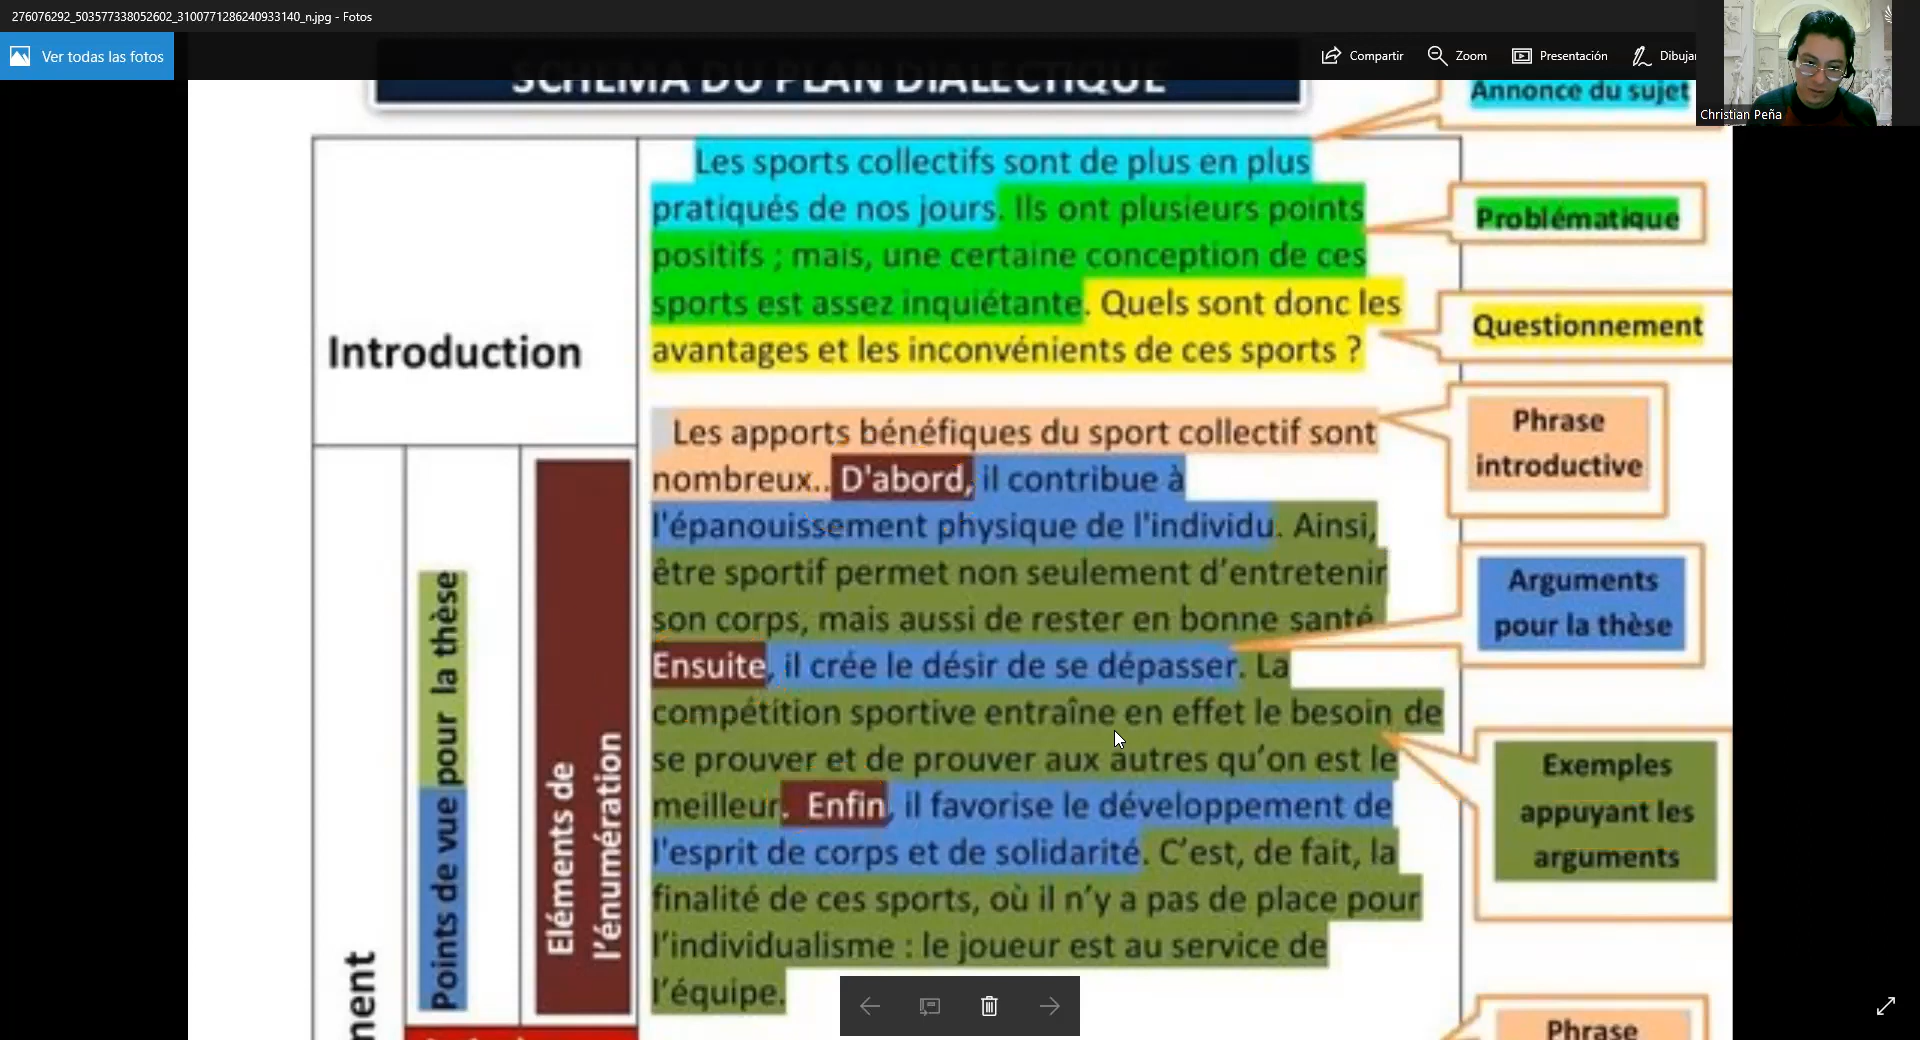 276076292_503577338052602_3100771286240933140_n.jpg - Fotos
Ver todas las fotos
Compartir
Zoom
Presentación
Dibujar
Christian Peña
SCHEMA DU PLAN DIALECTIQUE
Annonce du sujet
Introduction
Les sports collectifs sont de plus en plus
pratiqués de nos jours. Ils ont plusieurs points
positifs ; mais, une certaine conception de ces
sports est assez inquiétante. Quels sont donc les
avantages et les inconvénients de ces sports ?
Problématique
Questionnement
Points de vue pour la thèse
Eléments de
l'énumération
Les apports bénéfiques du sport collectif sont
nombreux.. D'abord, il contribue à
l'épanouissement physique de l'individu. Ainsi,
être sportif permet non seulement d'entretenir
son corps, mais aussi de rester en bonne santé.
Ensuite, il crée le désir de se dépasser. La
compétition sportive entraîne en effet le besoin de
se prouver et de prouver aux autres qu'on est le
meilleur. Enfin, il favorise le développement de
l'esprit de corps et de solidarité. C'est, de fait, la
finalité de ces sports, où il n'y a pas de place pour
l'individualisme : le joueur est au service de
l'équipe.
Phrase
introductive
Arguments
pour la thèse
Exemples
appuyant les
arguments
Phrase